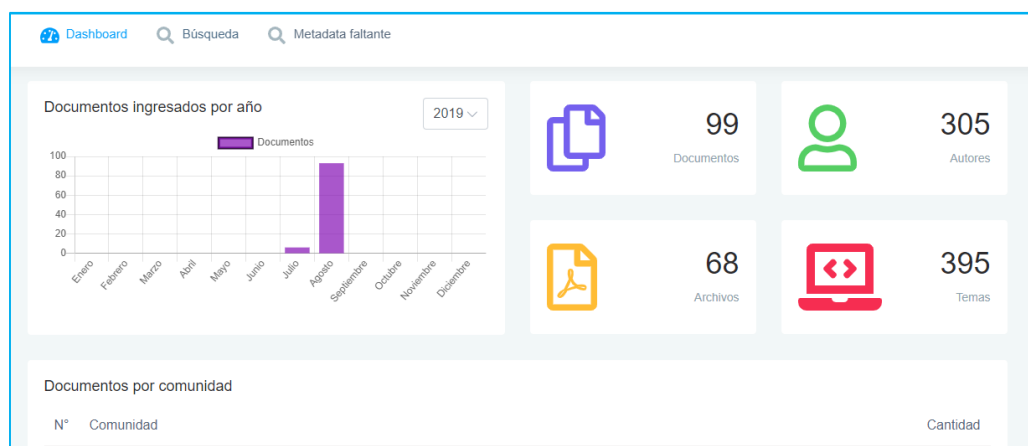 Dashboard Búsqueda Metadata faltante
Documentos ingresados por año
2019
Documentos
100
80
60
40
20
0
Enero Febrero Marzo Abril Mayo Junio Julio Agosto Septiembre Octubre Noviembre Diciembre
99
Documentos
305
Autores
68
Archivos
395
Temas
Documentos por comunidad
N° Comunidad Cantidad